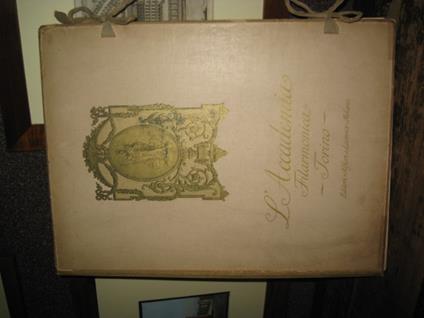 L'Accademia
Filarmonica
- Torino -